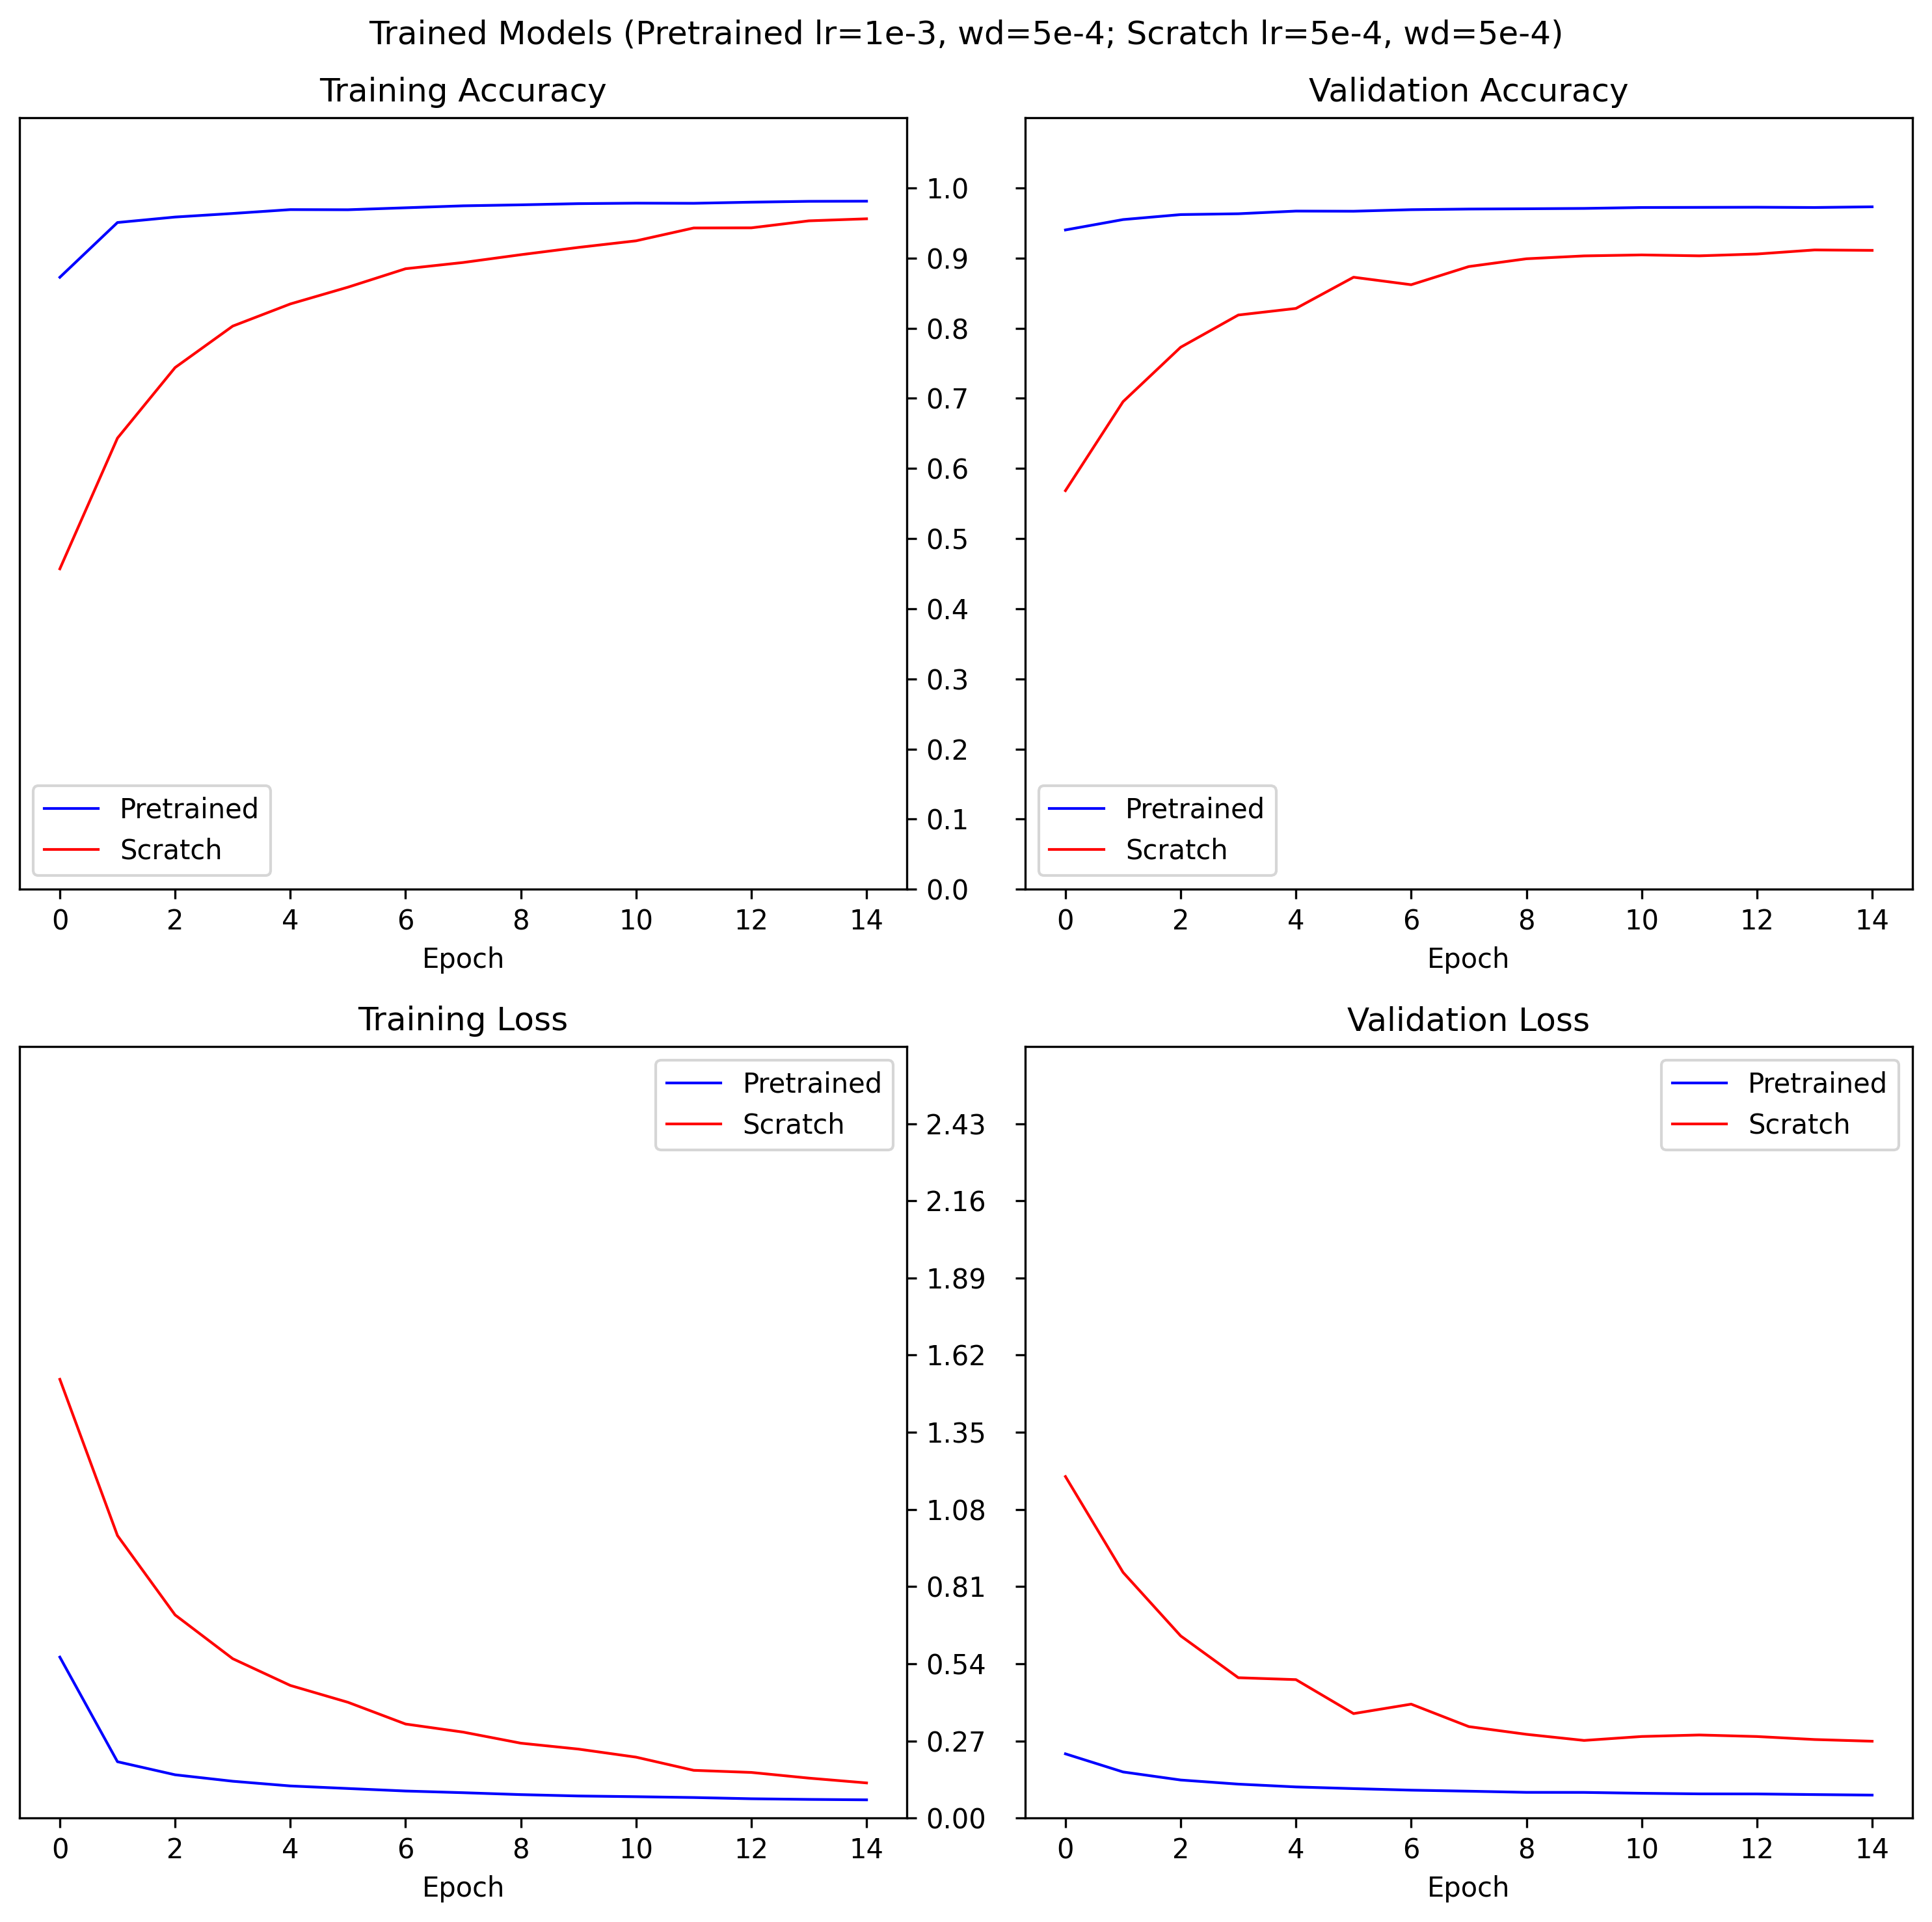 Trained Models (Pretrained lr=1e-3, wd=5e-4; Scratch lr=5e-4, wd=5e-4)
Training Accuracy
Pretrained
Scratch
0 2 4 6 8 10 12 14
Epoch
1.0
0.9
0.8
0.7
0.6
0.5
0.4
0.3
0.2
0.1
0.0
Validation Accuracy
Pretrained
Scratch
0 2 4 6 8 10 12 14
Epoch
Training Loss
Pretrained
Scratch
0 2 4 6 8 10 12 14
Epoch
2.43
2.16
1.89
1.62
1.35
1.08
0.81
0.54
0.27
0.00
Validation Loss
Pretrained
Scratch
0 2 4 6 8 10 12 14
Epoch